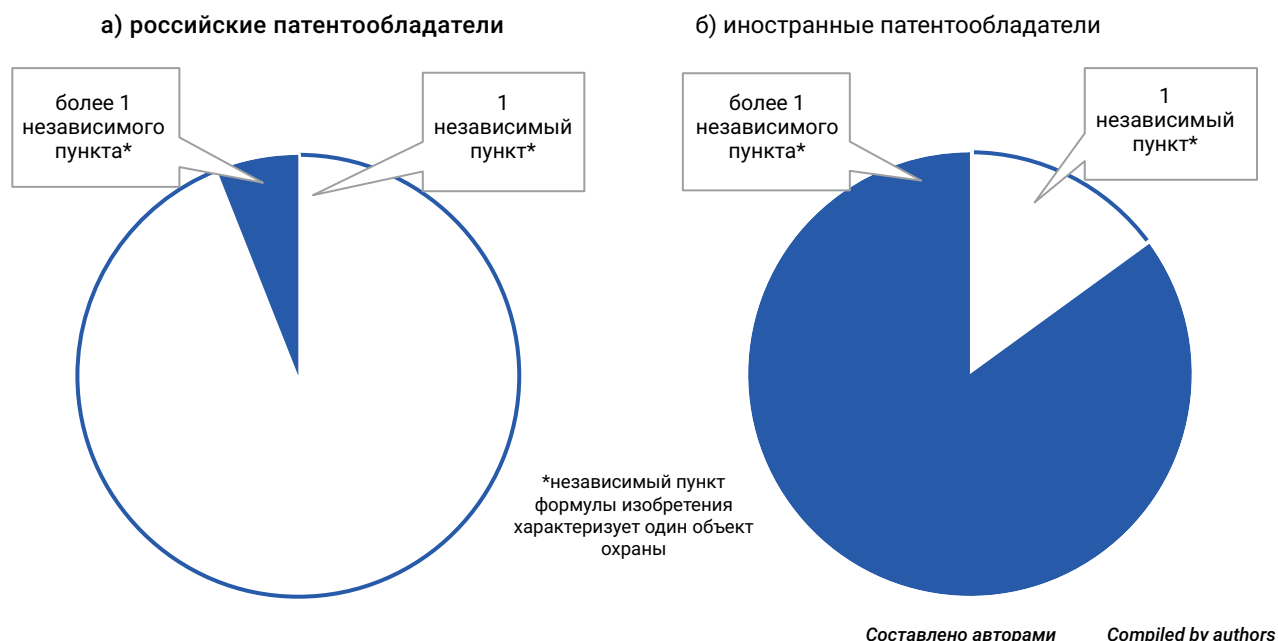 а) российские патентообладатели
более 1
независимого
пункта*
1
независимый
пункт*
б) иностранные патентообладатели
более 1
независимого
пункта*
1
независимый
пункт*
*независимый пункт
формулы изобретения
характеризует один объект
охраны
Составлено авторами Compiled by authors